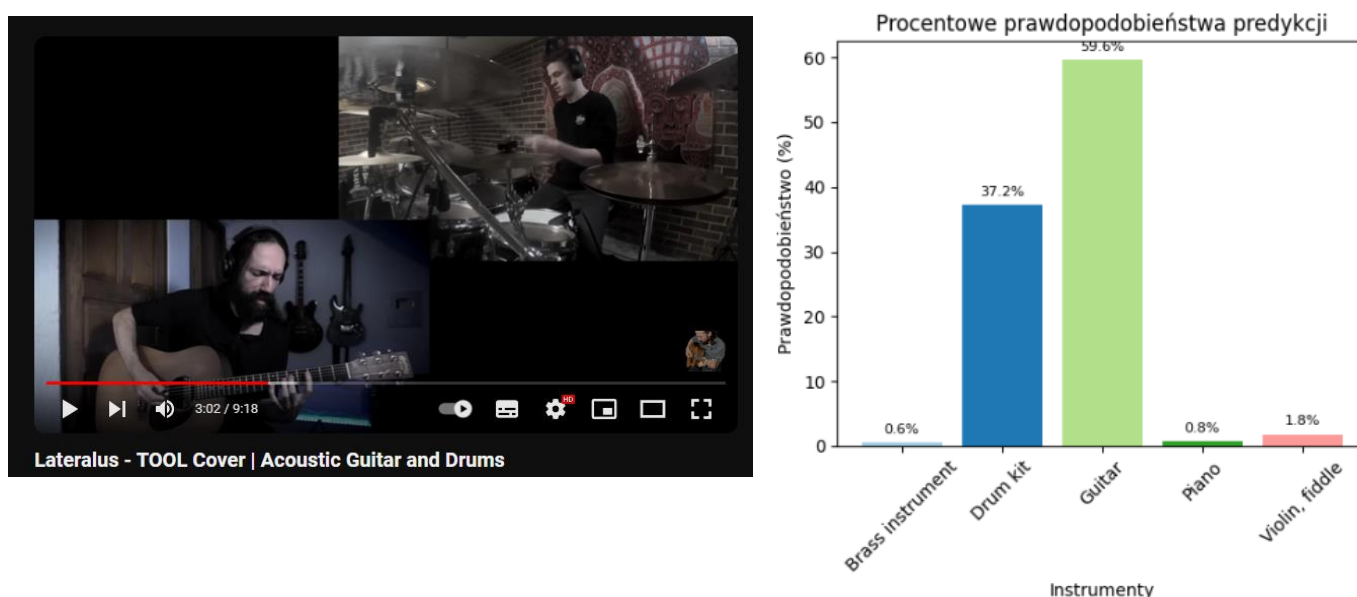 HD
3:02 / 9:18
Lateralus - TOOL Cover | Acoustic Guitar and Drums
Procentowe prawdopodobieństwa predykcji
Prawdopodobieństwo (%)
60
50
40
30
20
10
0
0.6%
37.2%
59.6%
0.8%
1.8%
Brass instrument
Drum kit
Guitar
Piano
Violin, fiddle
Instrumenty